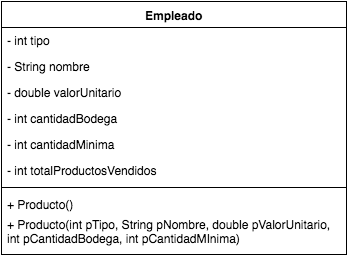 Empleado
- int tipo
- String nombre
- double valorUnitario
- int cantidadBodega
- int cantidadMinima
- int totalProductosVendidos
+ Producto()
+ Producto(int pTipo, String pNombre, double pValorUnitario,
int pCantidadBodega, int pCantidadMInima)